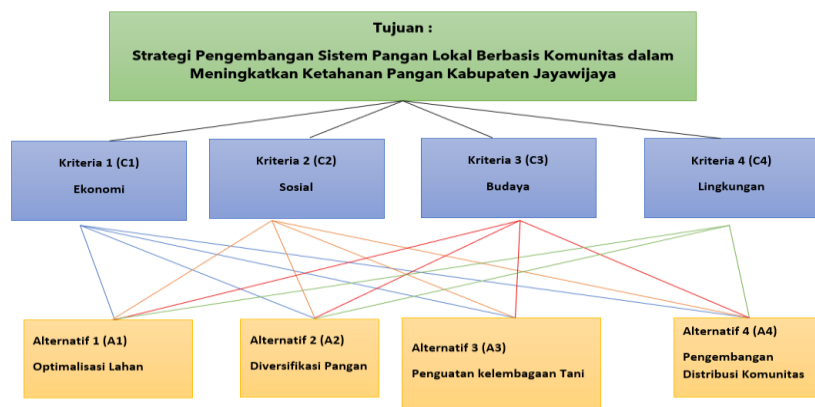 Tujuan :
Strategi Pengembangan Sistem Pangan Lokal Berbasis Komunitas dalam
Meningkatkan Ketahanan Pangan Kabupaten Jayawijaya
Kriteria 1 (C1)
Ekonomi
Kriteria 2 (C2)
Sosial
Kriteria 3 (C3)
Budaya
Kriteria 4 (C4)
Lingkungan
Alternatif 1 (A1)
Optimalisasi Lahan
Alternatif 2 (A2)
Diversifikasi Pangan
Alternatif 3 (A3)
Penguatan kelembagaan Tani
Alternatif 4 (A4)
Pengembangan
Distribusi Komunitas